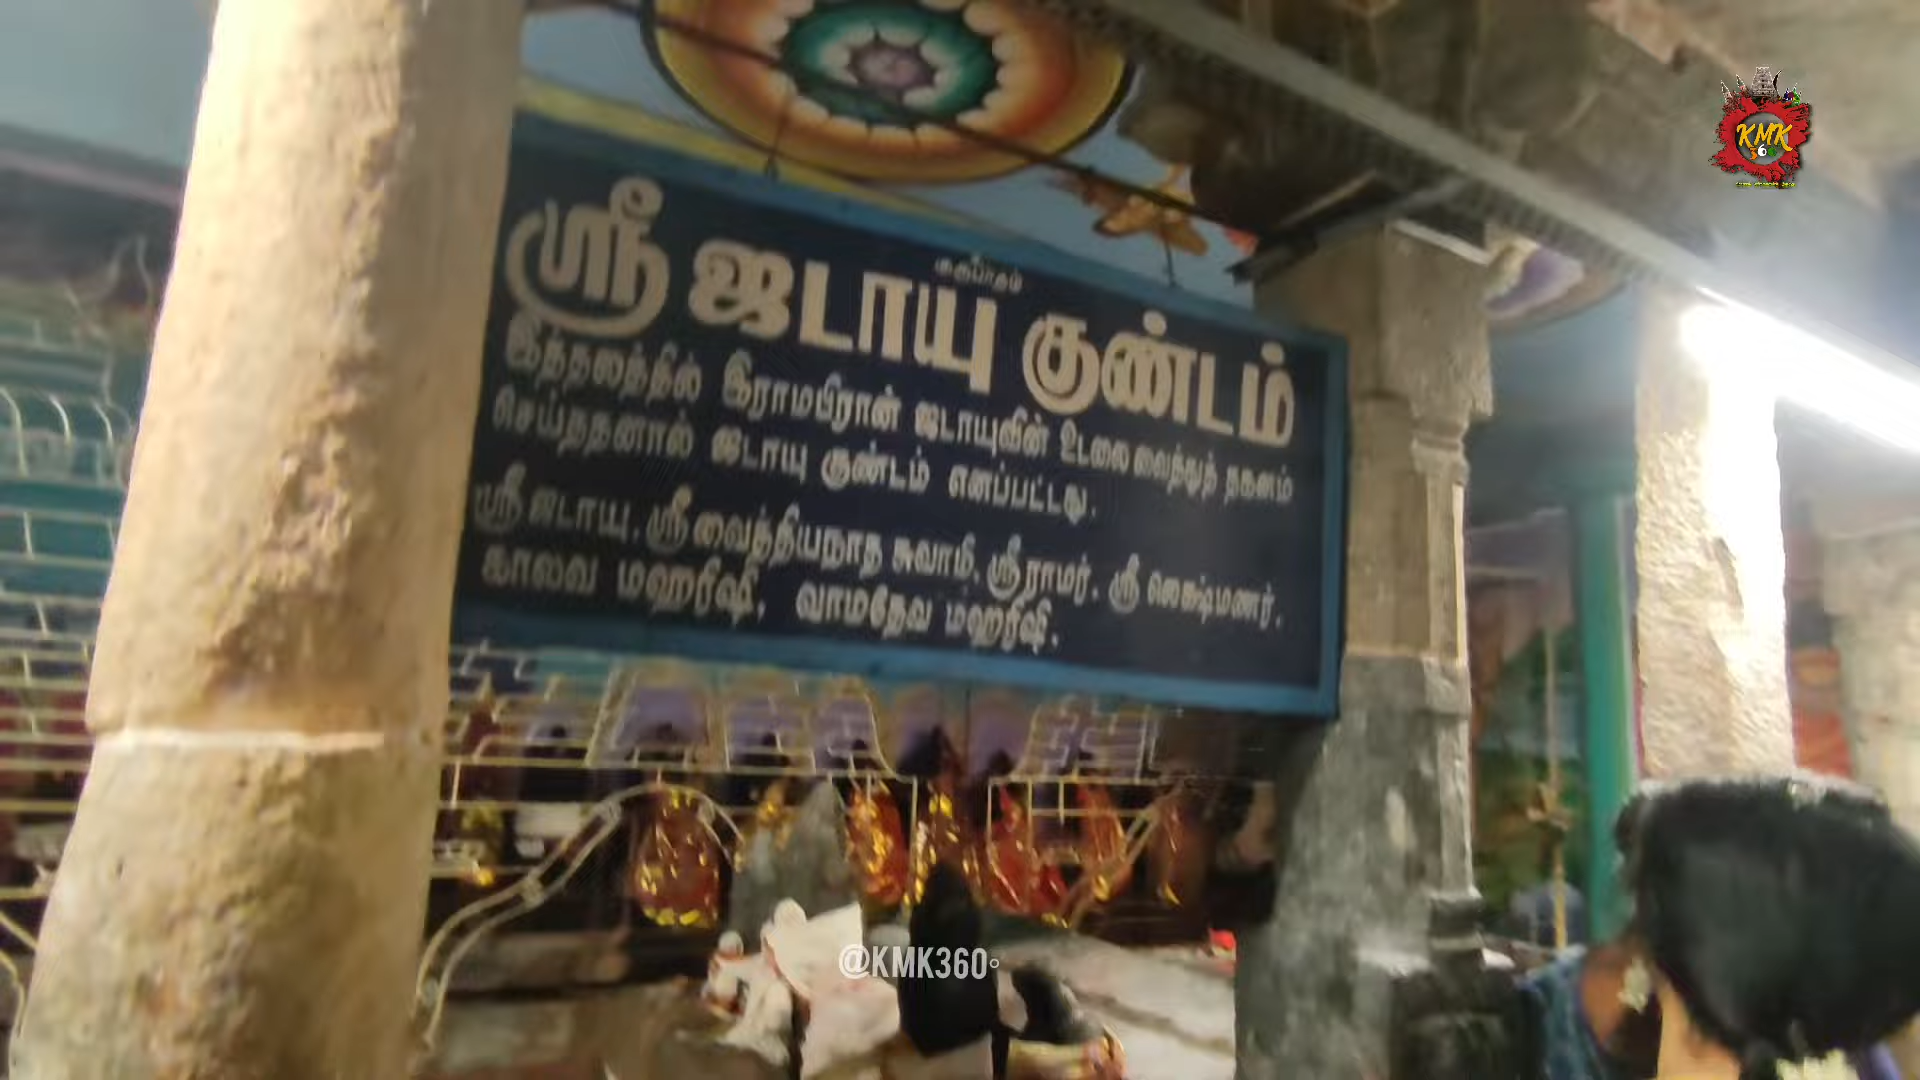 குருபாதம்
ஸ்ரீ ஜடாயு குண்டம்
இத்தலத்தில் இராமபிரான் ஜடாயுவின் உடலை வைத்துத் தகனம்
செய்ததனால் ஜடாயு குண்டம் எனப்பட்டது.
ஸ்ரீ ஜடாயு, ஸ்ரீ வைத்தியநாத சுவாமி, ஸ்ரீ ராமர், ஸ்ரீ லெக்ஷ்மணர்,
காலவ மஹரிஷி, வாமதேவ மஹரிஷி.
KMK
@KMK360°